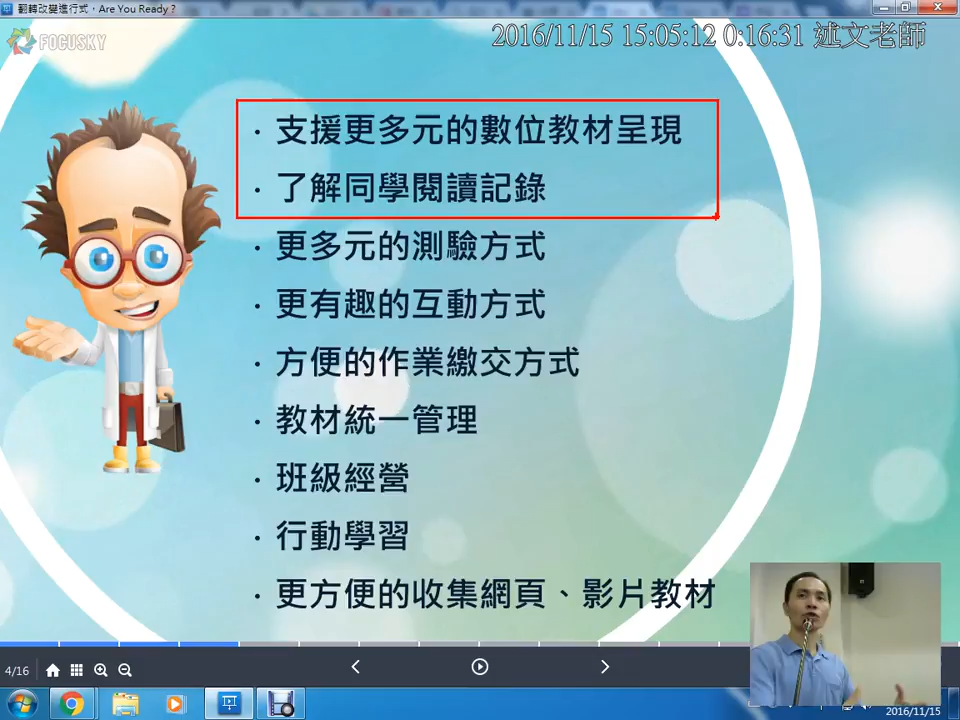 翻轉改變進行式，Are You Ready？
FOCUSKY
2016/11/15 15:05:12 0:16:31 述文老師
· 支援更多元的數位教材呈現
· 了解同學閱讀記錄
· 更多元的測驗方式
· 更有趣的互動方式
· 方便的作業繳交方式
· 教材統一管理
· 班級經營
· 行動學習
· 更方便的收集網頁、影片教材
4/16
2016/11/15